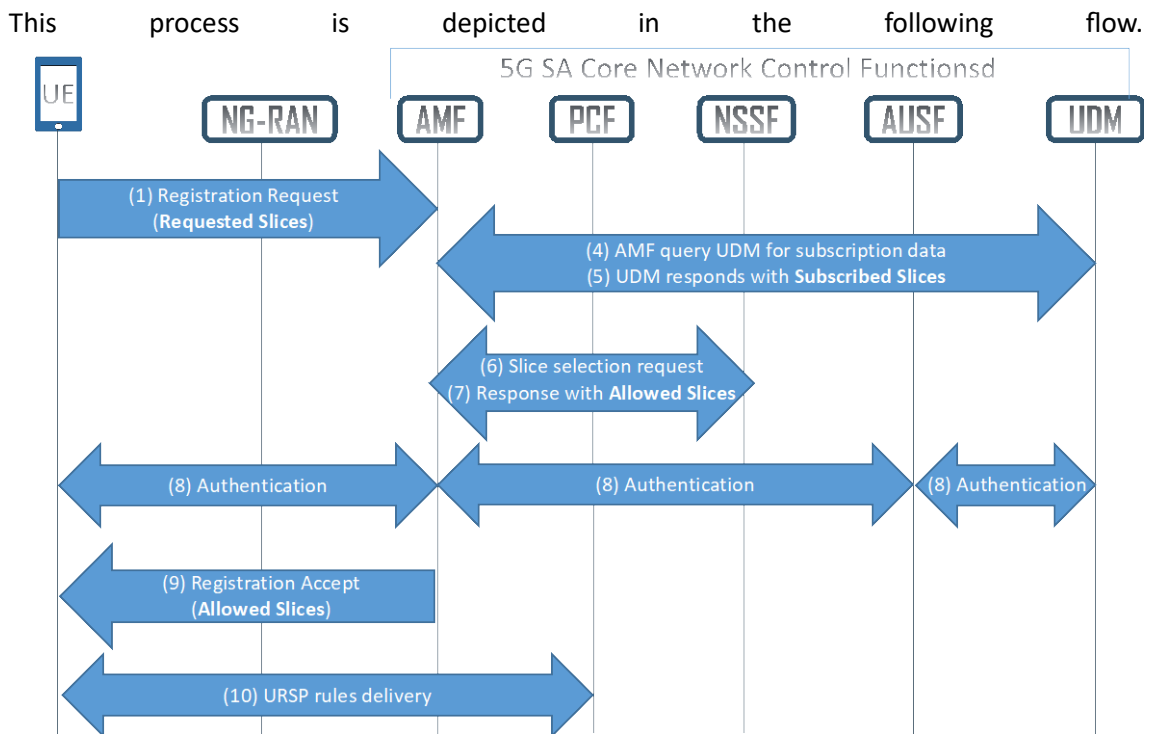 This process is depicted in the following flow.
5G SA Core Network Control Functionsd
UE
NG-RAN
AMF
PCF
NSSF
AUSF
UDM
(1) Registration Request
(Requested Slices)
(4) AMF query UDM for subscription data
(5) UDM responds with Subscribed Slices
(6) Slice selection request
(7) Response with Allowed Slices
(8) Authentication
(8) Authentication
(8) Authentication
(9) Registration Accept
(Allowed Slices)
(10) URSP rules delivery